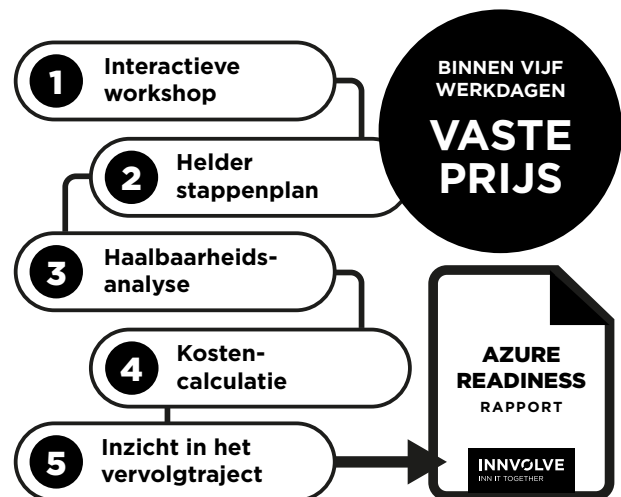 1
Interactieve
workshop
BINNEN VIJF
WERKDAGEN
VASTE
PRIJS
2
Helder
stappenplan
3
Haalbaarheids-
analyse
4
Kosten-
calculatie
5
Inzicht in het
vervolgtraject
AZURE
READINESS
RAPPORT
INNVOLVE
INN IT TOGETHER